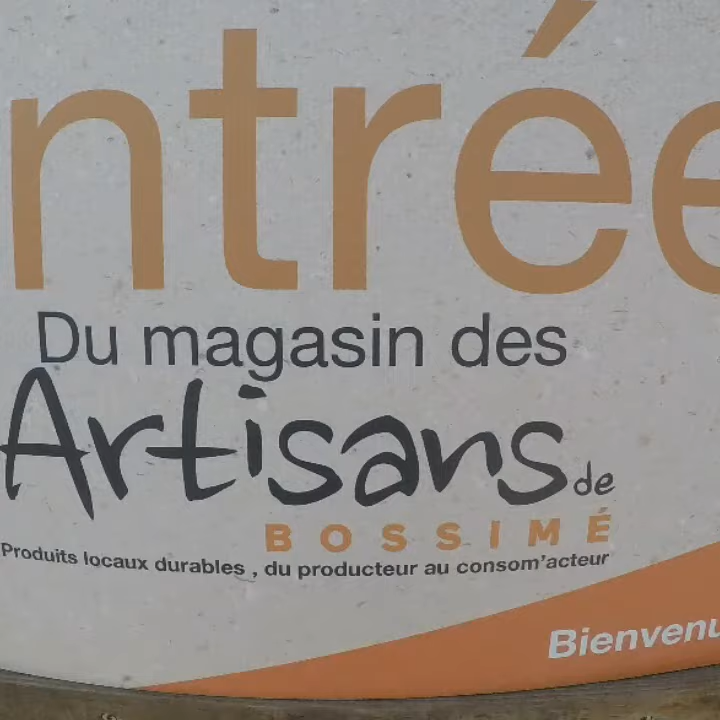 ntrée
Du magasin des
Artisans de
BOSSIMÉ
Produits locaux durables , du producteur au consom'acteur
Bienvenu